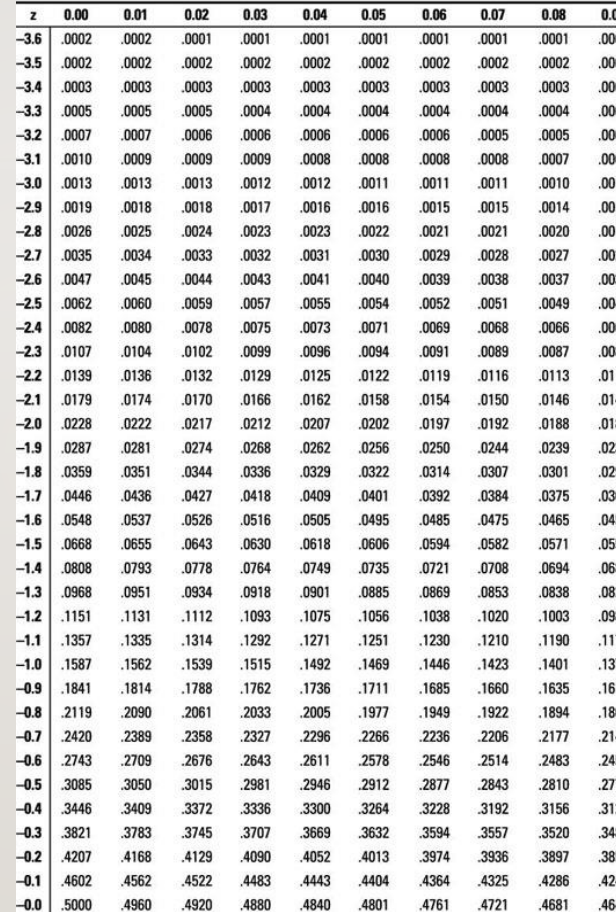 z 0.00 0.01 0.02 0.03 0.04 0.05 0.06 0.07 0.08
–3.6 .0002 .0002 .0001 .0001 .0001 .0001 .0001 .0001 .0001
–3.5 .0002 .0002 .0002 .0002 .0002 .0002 .0002 .0002 .0002
–3.4 .0003 .0003 .0003 .0003 .0003 .0003 .0003 .0003 .0003
–3.3 .0005 .0005 .0005 .0004 .0004 .0004 .0004 .0004 .0004
–3.2 .0007 .0007 .0006 .0006 .0006 .0006 .0006 .0005 .0005
–3.1 .0010 .0009 .0009 .0009 .0008 .0008 .0008 .0008 .0007
–3.0 .0013 .0013 .0013 .0012 .0012 .0011 .0011 .0011 .0010
–2.9 .0019 .0018 .0018 .0017 .0016 .0016 .0015 .0015 .0014
–2.8 .0026 .0025 .0024 .0023 .0023 .0022 .0021 .0021 .0020
–2.7 .0035 .0034 .0033 .0032 .0031 .0030 .0029 .0028 .0027
–2.6 .0047 .0045 .0044 .0043 .0041 .0040 .0039 .0038 .0037
–2.5 .0062 .0060 .0059 .0057 .0055 .0054 .0052 .0051 .0049
–2.4 .0082 .0080 .0078 .0075 .0073 .0071 .0069 .0068 .0066
–2.3 .0107 .0104 .0102 .0099 .0096 .0094 .0091 .0089 .0087
–2.2 .0139 .0136 .0132 .0129 .0125 .0122 .0119 .0116 .0113
–2.1 .0179 .0174 .0170 .0166 .0162 .0158 .0154 .0150 .0146
–2.0 .0228 .0222 .0217 .0212 .0207 .0202 .0197 .0192 .0188
–1.9 .0287 .0281 .0274 .0268 .0262 .0256 .0250 .0244 .0239
–1.8 .0359 .0351 .0344 .0336 .0329 .0322 .0314 .0307 .0301
–1.7 .0446 .0436 .0427 .0418 .0409 .0401 .0392 .0384 .0375
–1.6 .0548 .0537 .0526 .0516 .0505 .0495 .0485 .0475 .0465
–1.5 .0668 .0655 .0643 .0630 .0618 .0606 .0594 .0582 .0571
–1.4 .0808 .0793 .0778 .0764 .0749 .0735 .0721 .0708 .0694
–1.3 .0968 .0951 .0934 .0918 .0901 .0885 .0869 .0853 .0838
–1.2 .1151 .1131 .1112 .1093 .1075 .1056 .1038 .1020 .1003
–1.1 .1357 .1335 .1314 .1292 .1271 .1251 .1230 .1210 .1190
–1.0 .1587 .1562 .1539 .1515 .1492 .1469 .1446 .1423 .1401
–0.9 .1841 .1814 .1788 .1762 .1736 .1711 .1685 .1660 .1635
–0.8 .2119 .2090 .2061 .2033 .2005 .1977 .1949 .1922 .1894
–0.7 .2420 .2389 .2358 .2327 .2296 .2266 .2236 .2206 .2177
–0.6 .2743 .2709 .2676 .2643 .2611 .2578 .2546 .2514 .2483
–0.5 .3085 .3050 .3015 .2981 .2946 .2912 .2877 .2843 .2810
–0.4 .3446 .3409 .3372 .3336 .3300 .3264 .3228 .3192 .3156
–0.3 .3821 .3783 .3745 .3707 .3669 .3632 .3594 .3557 .3520
–0.2 .4207 .4168 .4129 .4090 .4052 .4013 .3974 .3936 .3897
–0.1 .4602 .4562 .4522 .4483 .4443 .4404 .4364 .4325 .4286
–0.0 .5000 .4960 .4920 .4880 .4840 .4801 .4761 .4721 .4681